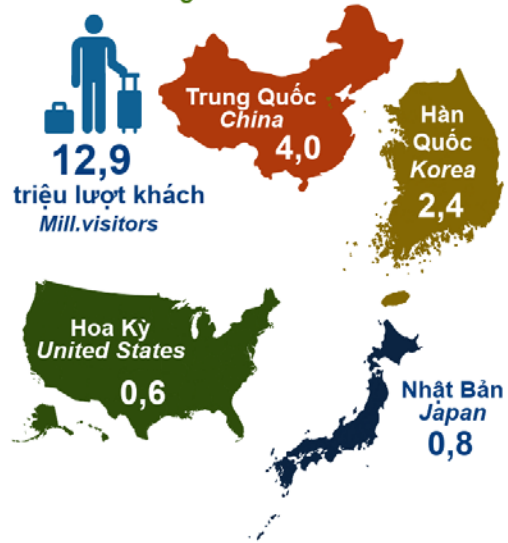 12,9
triệu lượt khách
Mill.visitors
Trung Quốc
China
4,0
Hàn
Quốc
Korea
2,4
Hoa Kỳ
United States
0,6
Nhật Bản
Japan
0,8